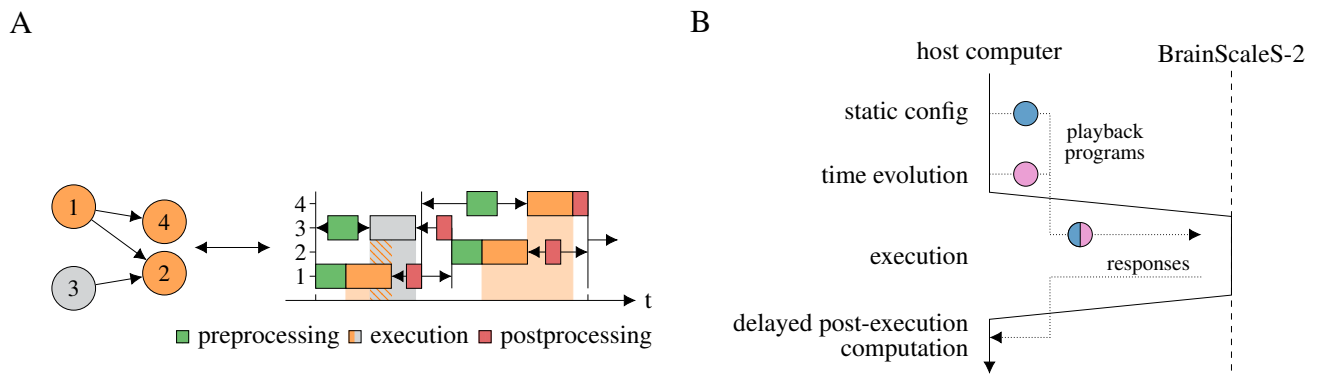 A
1
4
2
3
4
3
2
1
t
preprocessing execution postprocessing
B
host computer
BrainScaleS-2
static config
playback
programs
time evolution
execution
responses
delayed post-execution
computation